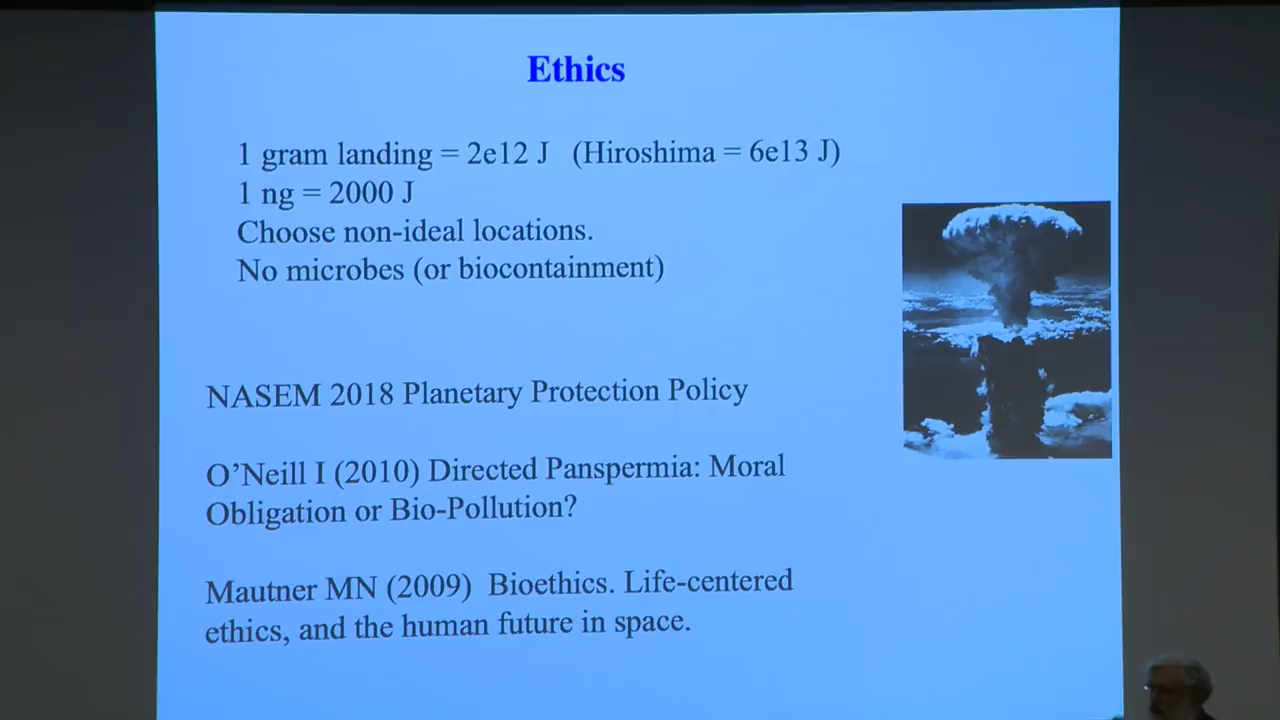 Ethics
1 gram landing = 2e12 J (Hiroshima = 6e13 J)
1 ng = 2000 J
Choose non-ideal locations.
No microbes (or biocontainment)
NASEM 2018 Planetary Protection Policy
O’Neill I (2010) Directed Panspermia: Moral
Obligation or Bio-Pollution?
Mautner MN (2009) Bioethics. Life-centered
ethics, and the human future in space.